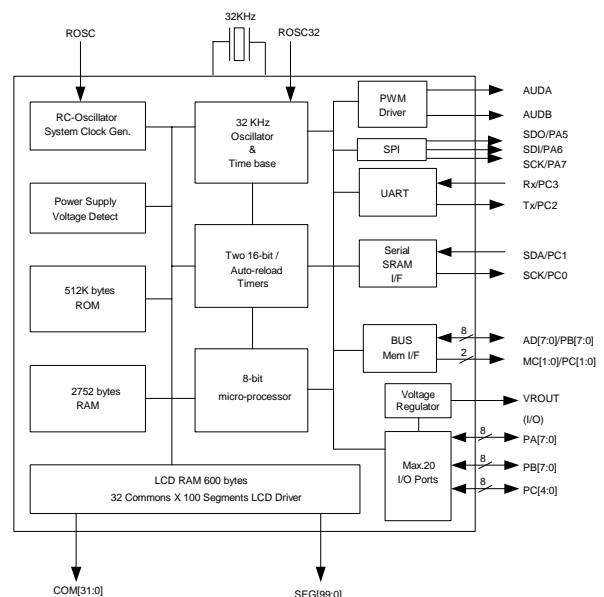 32KHz
ROSC
ROSC32
RC-Oscillator
System Clock Gen.
32 KHz
Oscillator
&
Time base
PWM
Driver
AUDA
AUDB
SPI
SDO/PA5
SDI/PA6
SCK/PA7
UART
Rx/PC3
Tx/PC2
Power Supply
Voltage Detect
Two 16-bit /
Auto-reload
Timers
Serial
SRAM
I/F
SDA/PC1
SCK/PC0
512K bytes
ROM
BUS
Mem I/F
8
AD[7:0]/PB[7:0]
2
MC[1:0]/PC[1:0]
2752 bytes
RAM
8-bit
micro-processor
Voltage
Regulator
VROUT
(I/O)
Max.20
I/O Ports
8
PA[7:0]
8
PB[7:0]
8
PC[4:0]
LCD RAM 600 bytes
32 Commons X 100 Segments LCD Driver
COM[31:0]
SEG[99:0]